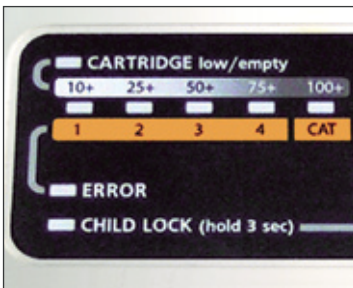 CARTRIDGE low/empty
10+ 25+ 50+ 75+ 100+
1 2 3 4 CAT
ERROR
CHILD LOCK (hold 3 sec)